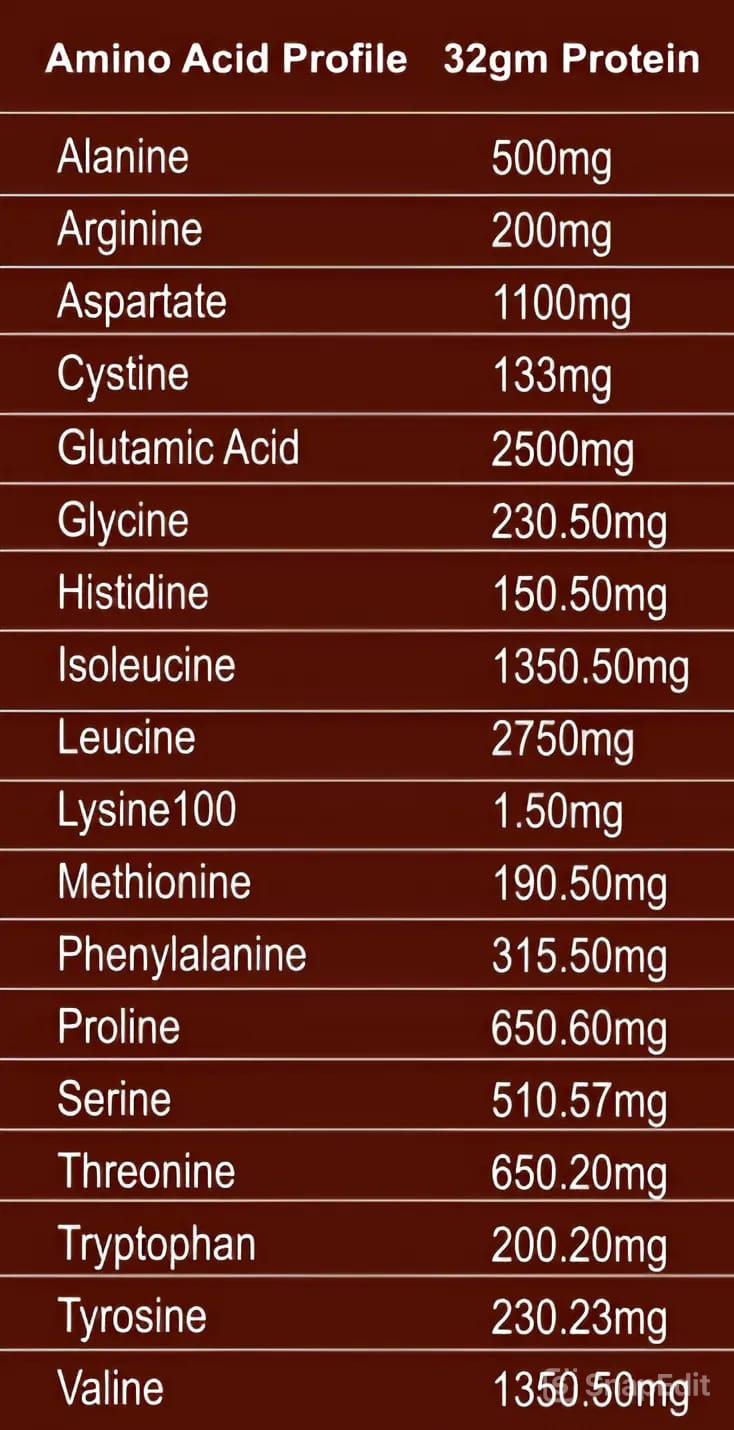 Amino Acid Profile 32gm Protein
Alanine 500mg
Arginine 200mg
Aspartate 1100mg
Cystine 133mg
Glutamic Acid 2500mg
Glycine 230.50mg
Histidine 150.50mg
Isoleucine 1350.50mg
Leucine 2750mg
Lysine100 1.50mg
Methionine 190.50mg
Phenylalanine 315.50mg
Proline 650.60mg
Serine 510.57mg
Threonine 650.20mg
Tryptophan 200.20mg
Tyrosine 230.23mg
Valine 1350.50mg
SnapEdit